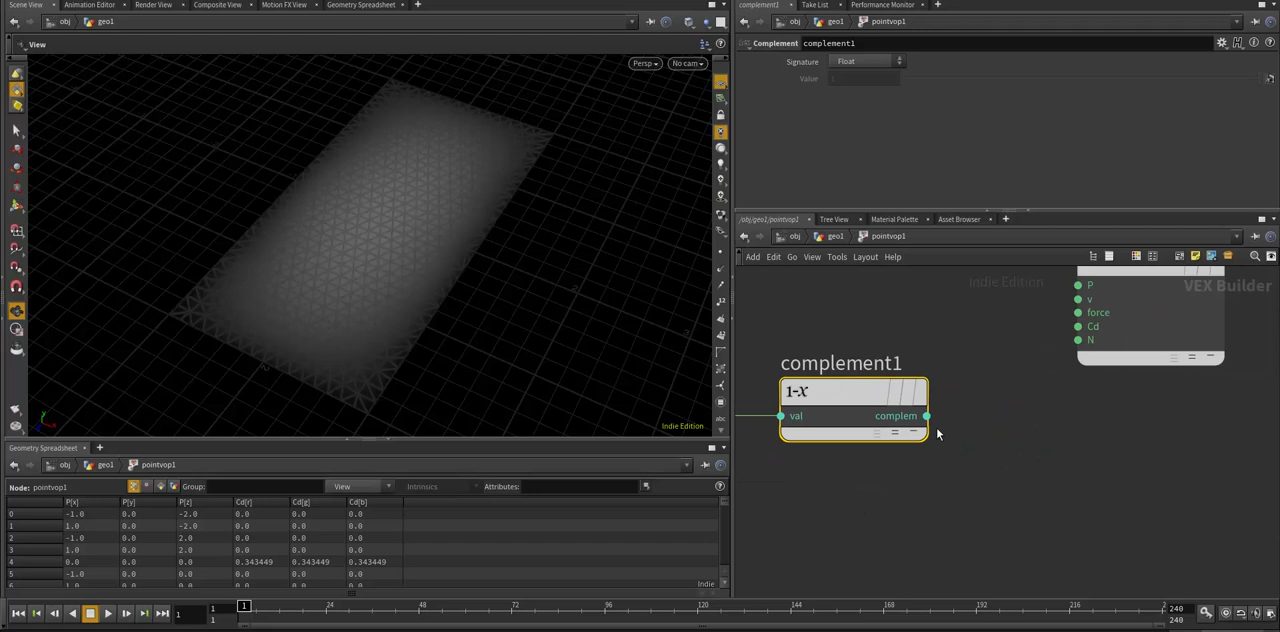 Scene View Animation Editor Render View Composite View Motion FX View Geometry Spreadsheet
obj geo1
View
Persp No cam
Indie Edition
complement1 Take List Performance Monitor
obj geo1 pointvop1
Complement complement1
Signature Float
Value 1
/obj/geo1/pointvop1 Tree View Material Palette Asset Browser
obj geo1 pointvop1
Add Edit Go View Tools Layout Help
Indie Edition VEX Builder
P
v
force
Cd
N
complement1
1-x
val complem
Geometry Spreadsheet
obj geo1 pointvop1
Node: pointvop1 Group: View Intrinsics Attributes:
P[x] P[y] P[z] Cd[r] Cd[g] Cd[b]
0 -1.0 0.0 -2.0 0.0 0.0 0.0
1 1.0 0.0 -2.0 0.0 0.0 0.0
2 -1.0 0.0 2.0 0.0 0.0 0.0
3 1.0 0.0 2.0 0.0 0.0 0.0
4 0.0 0.0 0.0 0.343449 0.343449 0.343449
5 -1.0 0.0 0.0 0.0 0.0 0.0
Indie
1 1 1 1 24 48 72 96 120 144 168 192 216 2 240 240